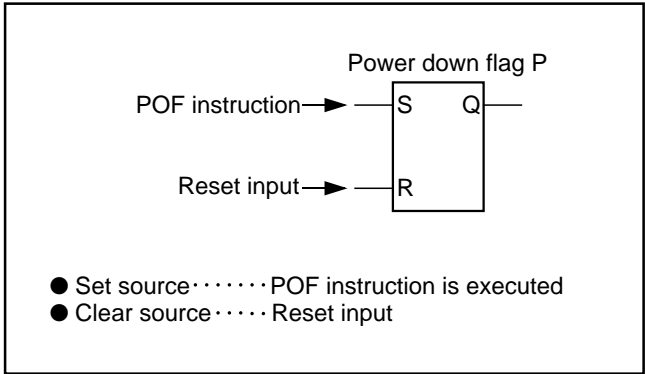 Power down flag P
POF instruction
S Q
Reset input
R
● Set source·······POF instruction is executed
● Clear source·····Reset input